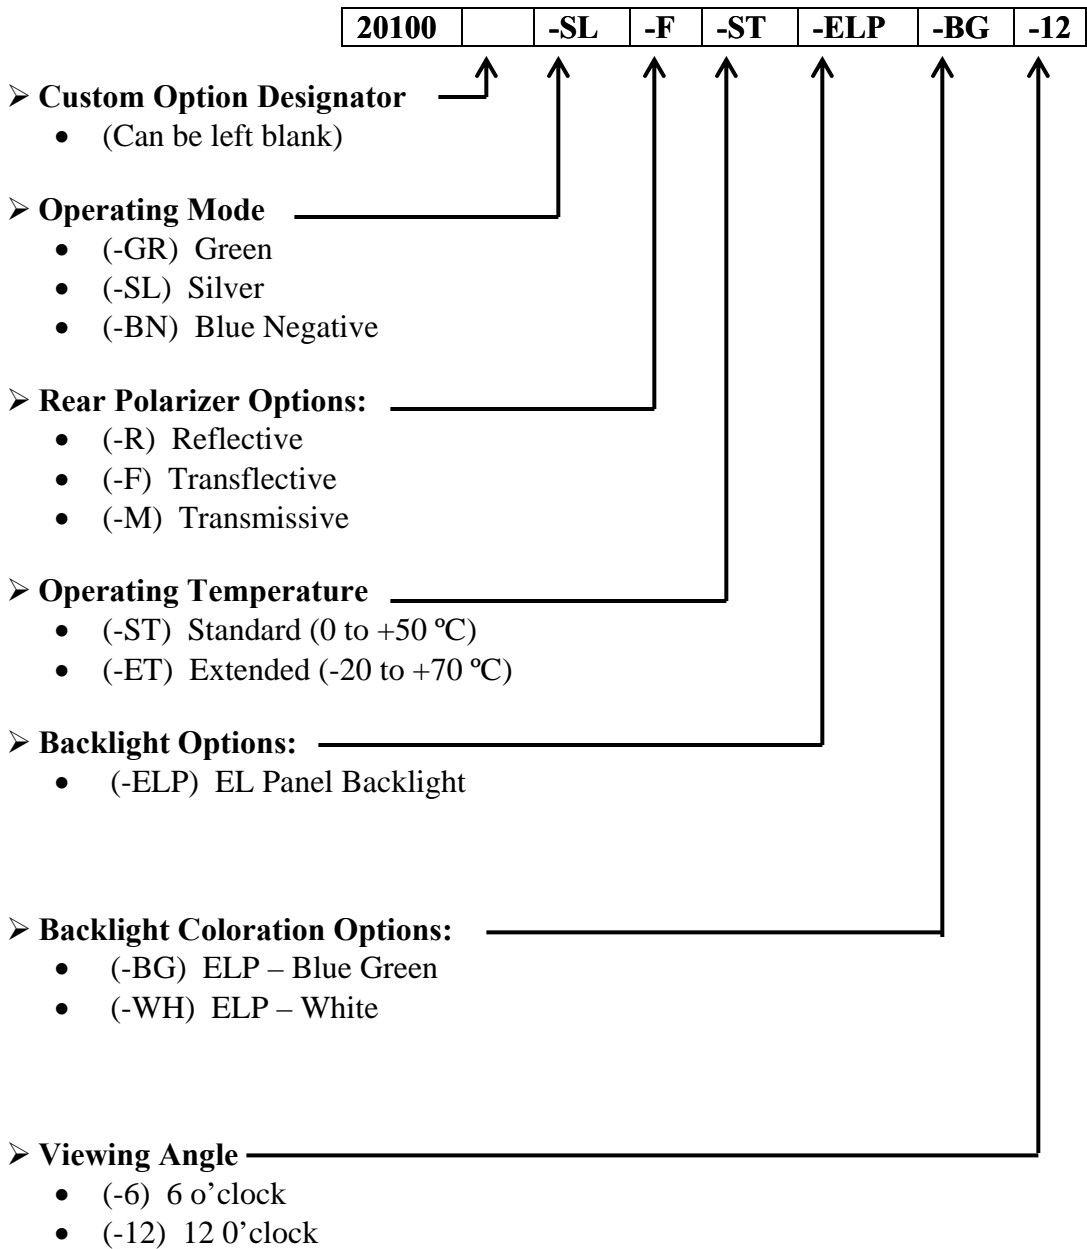 20100 -SL -F -ST -ELP -BG -12
➢ Custom Option Designator
• (Can be left blank)
➢ Operating Mode
• (-GR) Green
• (-SL) Silver
• (-BN) Blue Negative
➢ Rear Polarizer Options:
• (-R) Reflective
• (-F) Transflective
• (-M) Transmissive
➢ Operating Temperature
• (-ST) Standard (0 to +50 ºC)
• (-ET) Extended (-20 to +70 ºC)
➢ Backlight Options:
• (-ELP) EL Panel Backlight
➢ Backlight Coloration Options:
• (-BG) ELP – Blue Green
• (-WH) ELP – White
➢ Viewing Angle
• (-6) 6 o’clock
• (-12) 12 0’clock